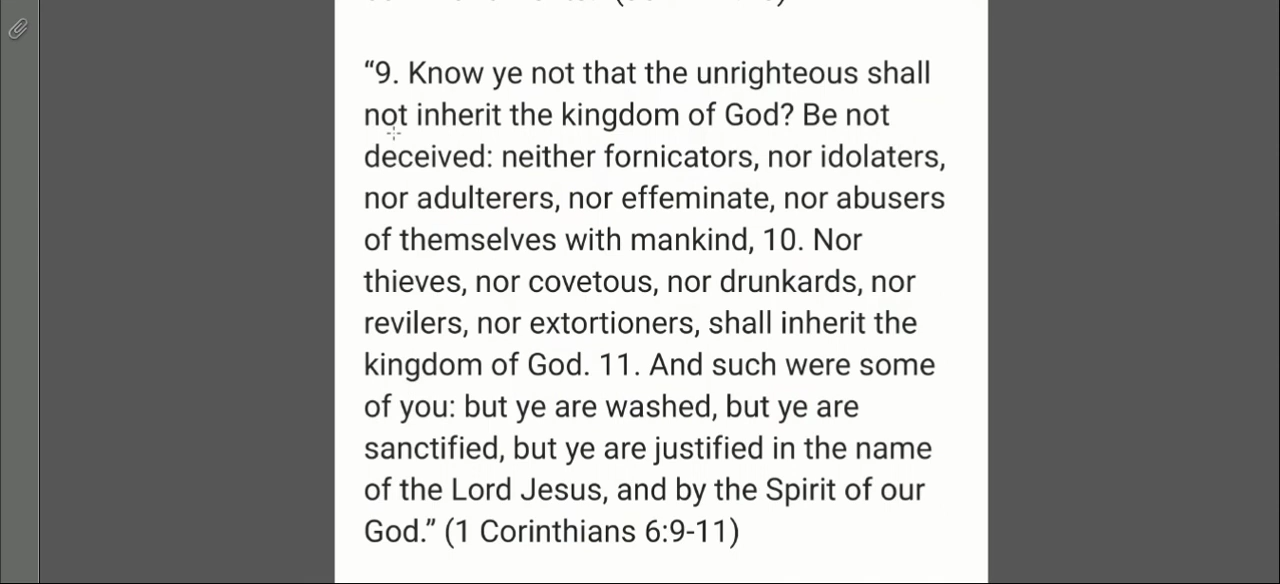 “9. Know ye not that the unrighteous shall
not inherit the kingdom of God? Be not
deceived: neither fornicators, nor idolaters,
nor adulterers, nor effeminate, nor abusers
of themselves with mankind, 10. Nor
thieves, nor covetous, nor drunkards, nor
revilers, nor extortioners, shall inherit the
kingdom of God. 11. And such were some
of you: but ye are washed, but ye are
sanctified, but ye are justified in the name
of the Lord Jesus, and by the Spirit of our
God.” (1 Corinthians 6:9-11)